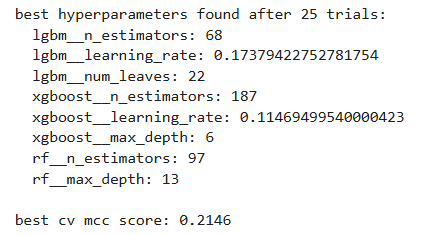 best hyperparameters found after 25 trials:
lgbm__n_estimators: 68
lgbm__learning_rate: 0.17379422752781754
lgbm__num_leaves: 22
xgboost__n_estimators: 187
xgboost__learning_rate: 0.11469499540000423
xgboost__max_depth: 6
rf__n_estimators: 97
rf__max_depth: 13
best cv mcc score: 0.2146